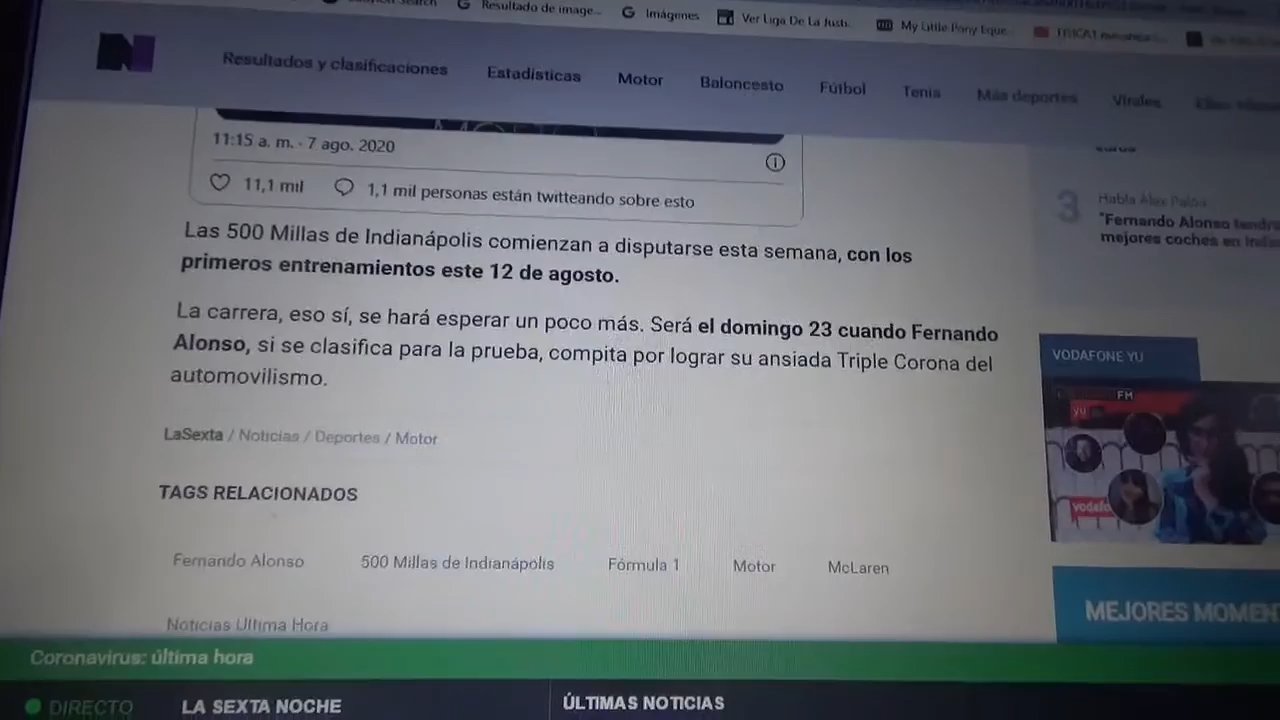 Resultado de image...
Imágenes
Ver Liga De La Justi
My Little Pony Eque
Resultados y clasificaciones
Estadísticas
Motor
Baloncesto
Fútbol
Tenis
Más deportes
Virales
11:15 a. m. · 7 ago. 2020
11,1 mil
1,1 mil personas están twitteando sobre esto
Las 500 Millas de Indianápolis comienzan a disputarse esta semana, con los
primeros entrenamientos este 12 de agosto.
La carrera, eso sí, se hará esperar un poco más. Será el domingo 23 cuando Fernando
Alonso, si se clasifica para la prueba, compita por lograr su ansiada Triple Corona del
automovilismo.
LaSexta / Noticias / Deportes / Motor
TAGS RELACIONADOS
Fernando Alonso
500 Millas de Indianápolis
Fórmula 1
Motor
McLaren
Noticias Última Hora
3
Habla Álex Palou
"Fernando Alonso tendrá
mejores coches en
VODAFONE YU
FM
yu
vodafo
MEJORES MOMEN
Coronavirus: última hora
DIRECTO
LA SEXTA NOCHE
ÚLTIMAS NOTICIAS